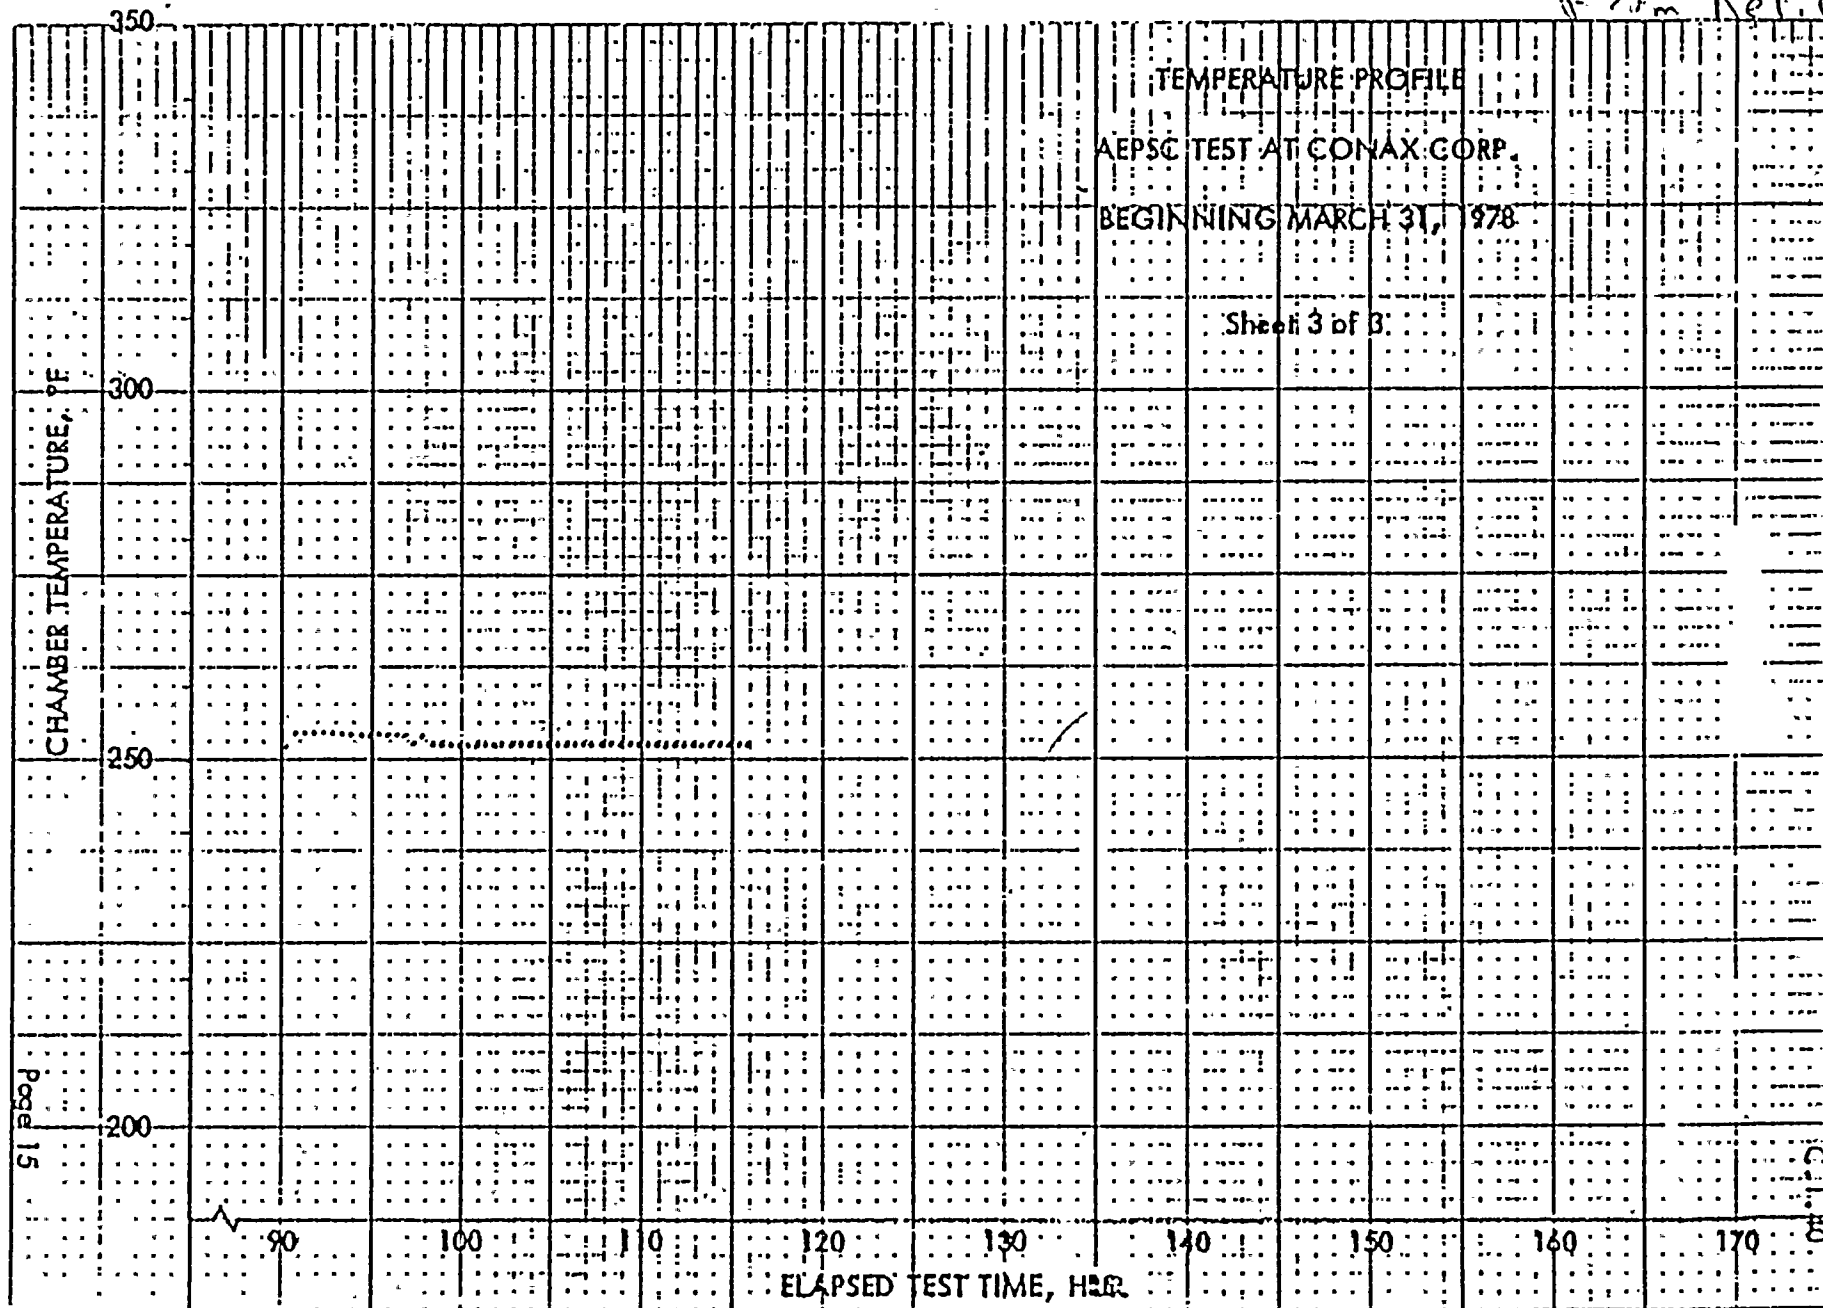 350
TEMPERATURE PROFILE
AEPSC TEST AT CONAX CORP.
BEGINNING MARCH 31, 1978
Sheet 3 of 3
300
CHAMBER TEMPERATURE, °F
250
200
90 100 110 120 130 140 150 160 170
ELAPSED TEST TIME,
Page 15